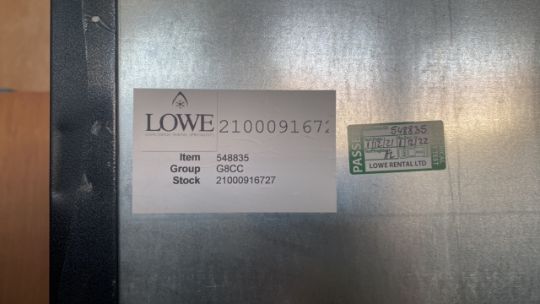 LOWE
2100091672
Item 548835
Group G8CC
Stock 21000916727
PASS
548835
LOWE RENTAL LTD